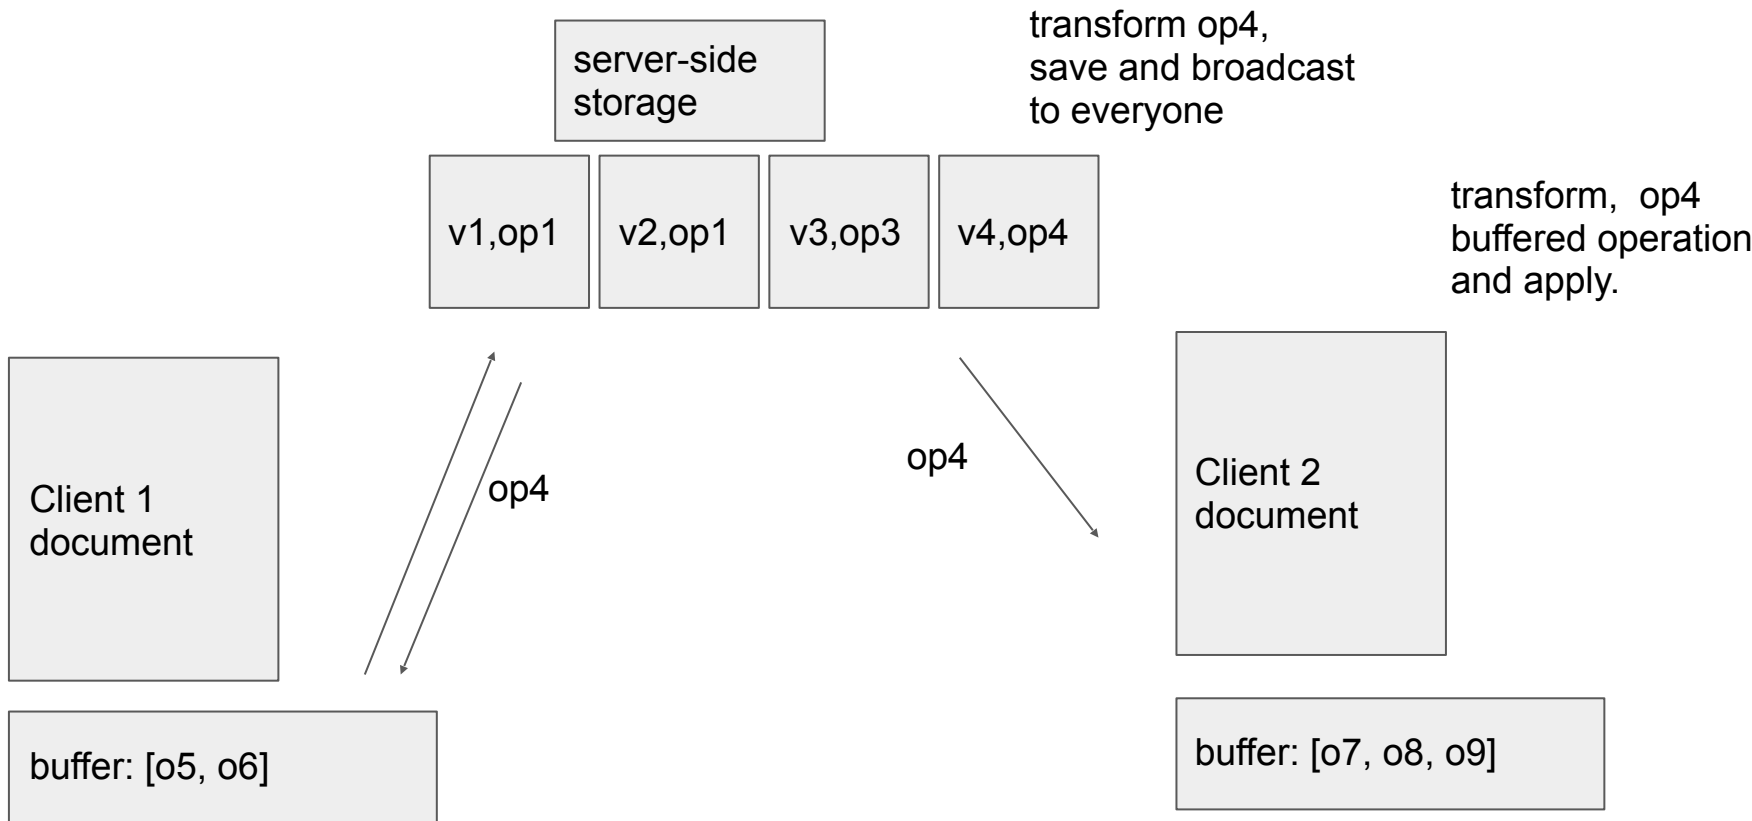 server-side
storage
transform op4,
save and broadcast
to everyone
v1,op1
v2,op1
v3,op3
v4,op4
transform, op4
buffered operation
and apply.
Client 1
document
op4
op4
Client 2
document
buffer: [o5, o6]
buffer: [o7, o8, o9]